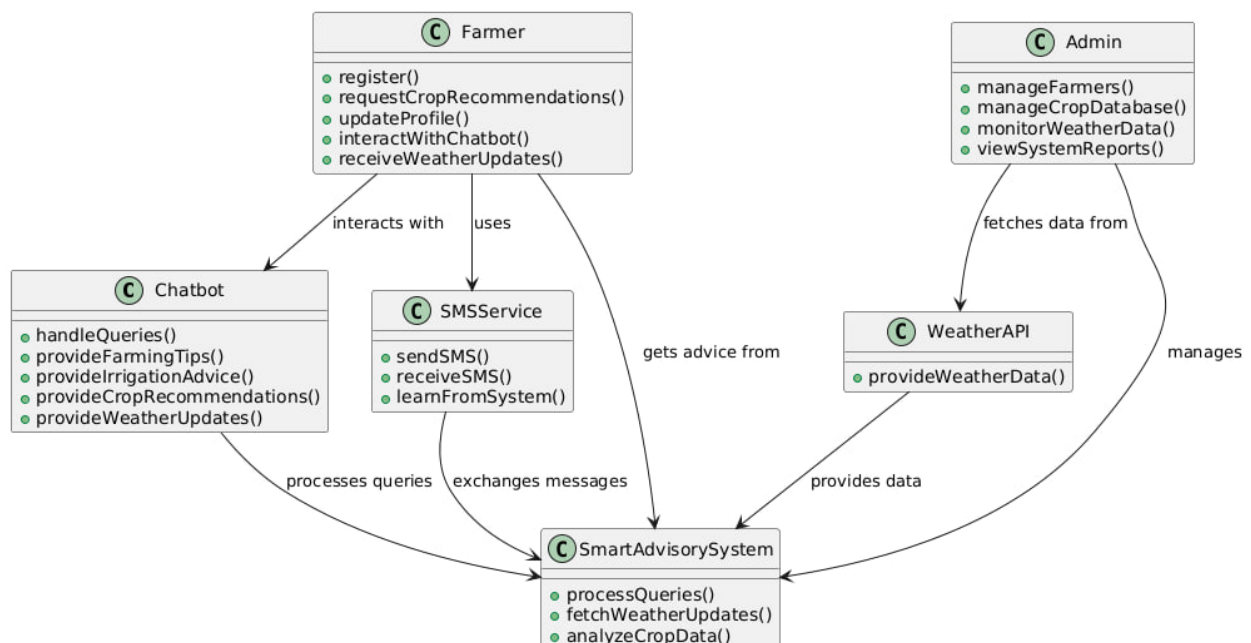 C Farmer
register()
requestCropRecommendations()
updateProfile()
interactWithChatbot()
receiveWeatherUpdates()
C Admin
manageFarmers()
manageCropDatabase()
monitorWeatherData()
viewSystemReports()
interacts with
uses
fetches data from
C Chatbot
handleQueries()
provideFarmingTips()
provideIrrigationAdvice()
provideCropRecommendations()
provideWeatherUpdates()
C SMSService
sendSMS()
receiveSMS()
learnFromSystem()
gets advice from
C WeatherAPI
provideWeatherData()
manages
processes queries
exchanges messages
provides data
C SmartAdvisorySystem
processQueries()
fetchWeatherUpdates()
analyzeCropData()